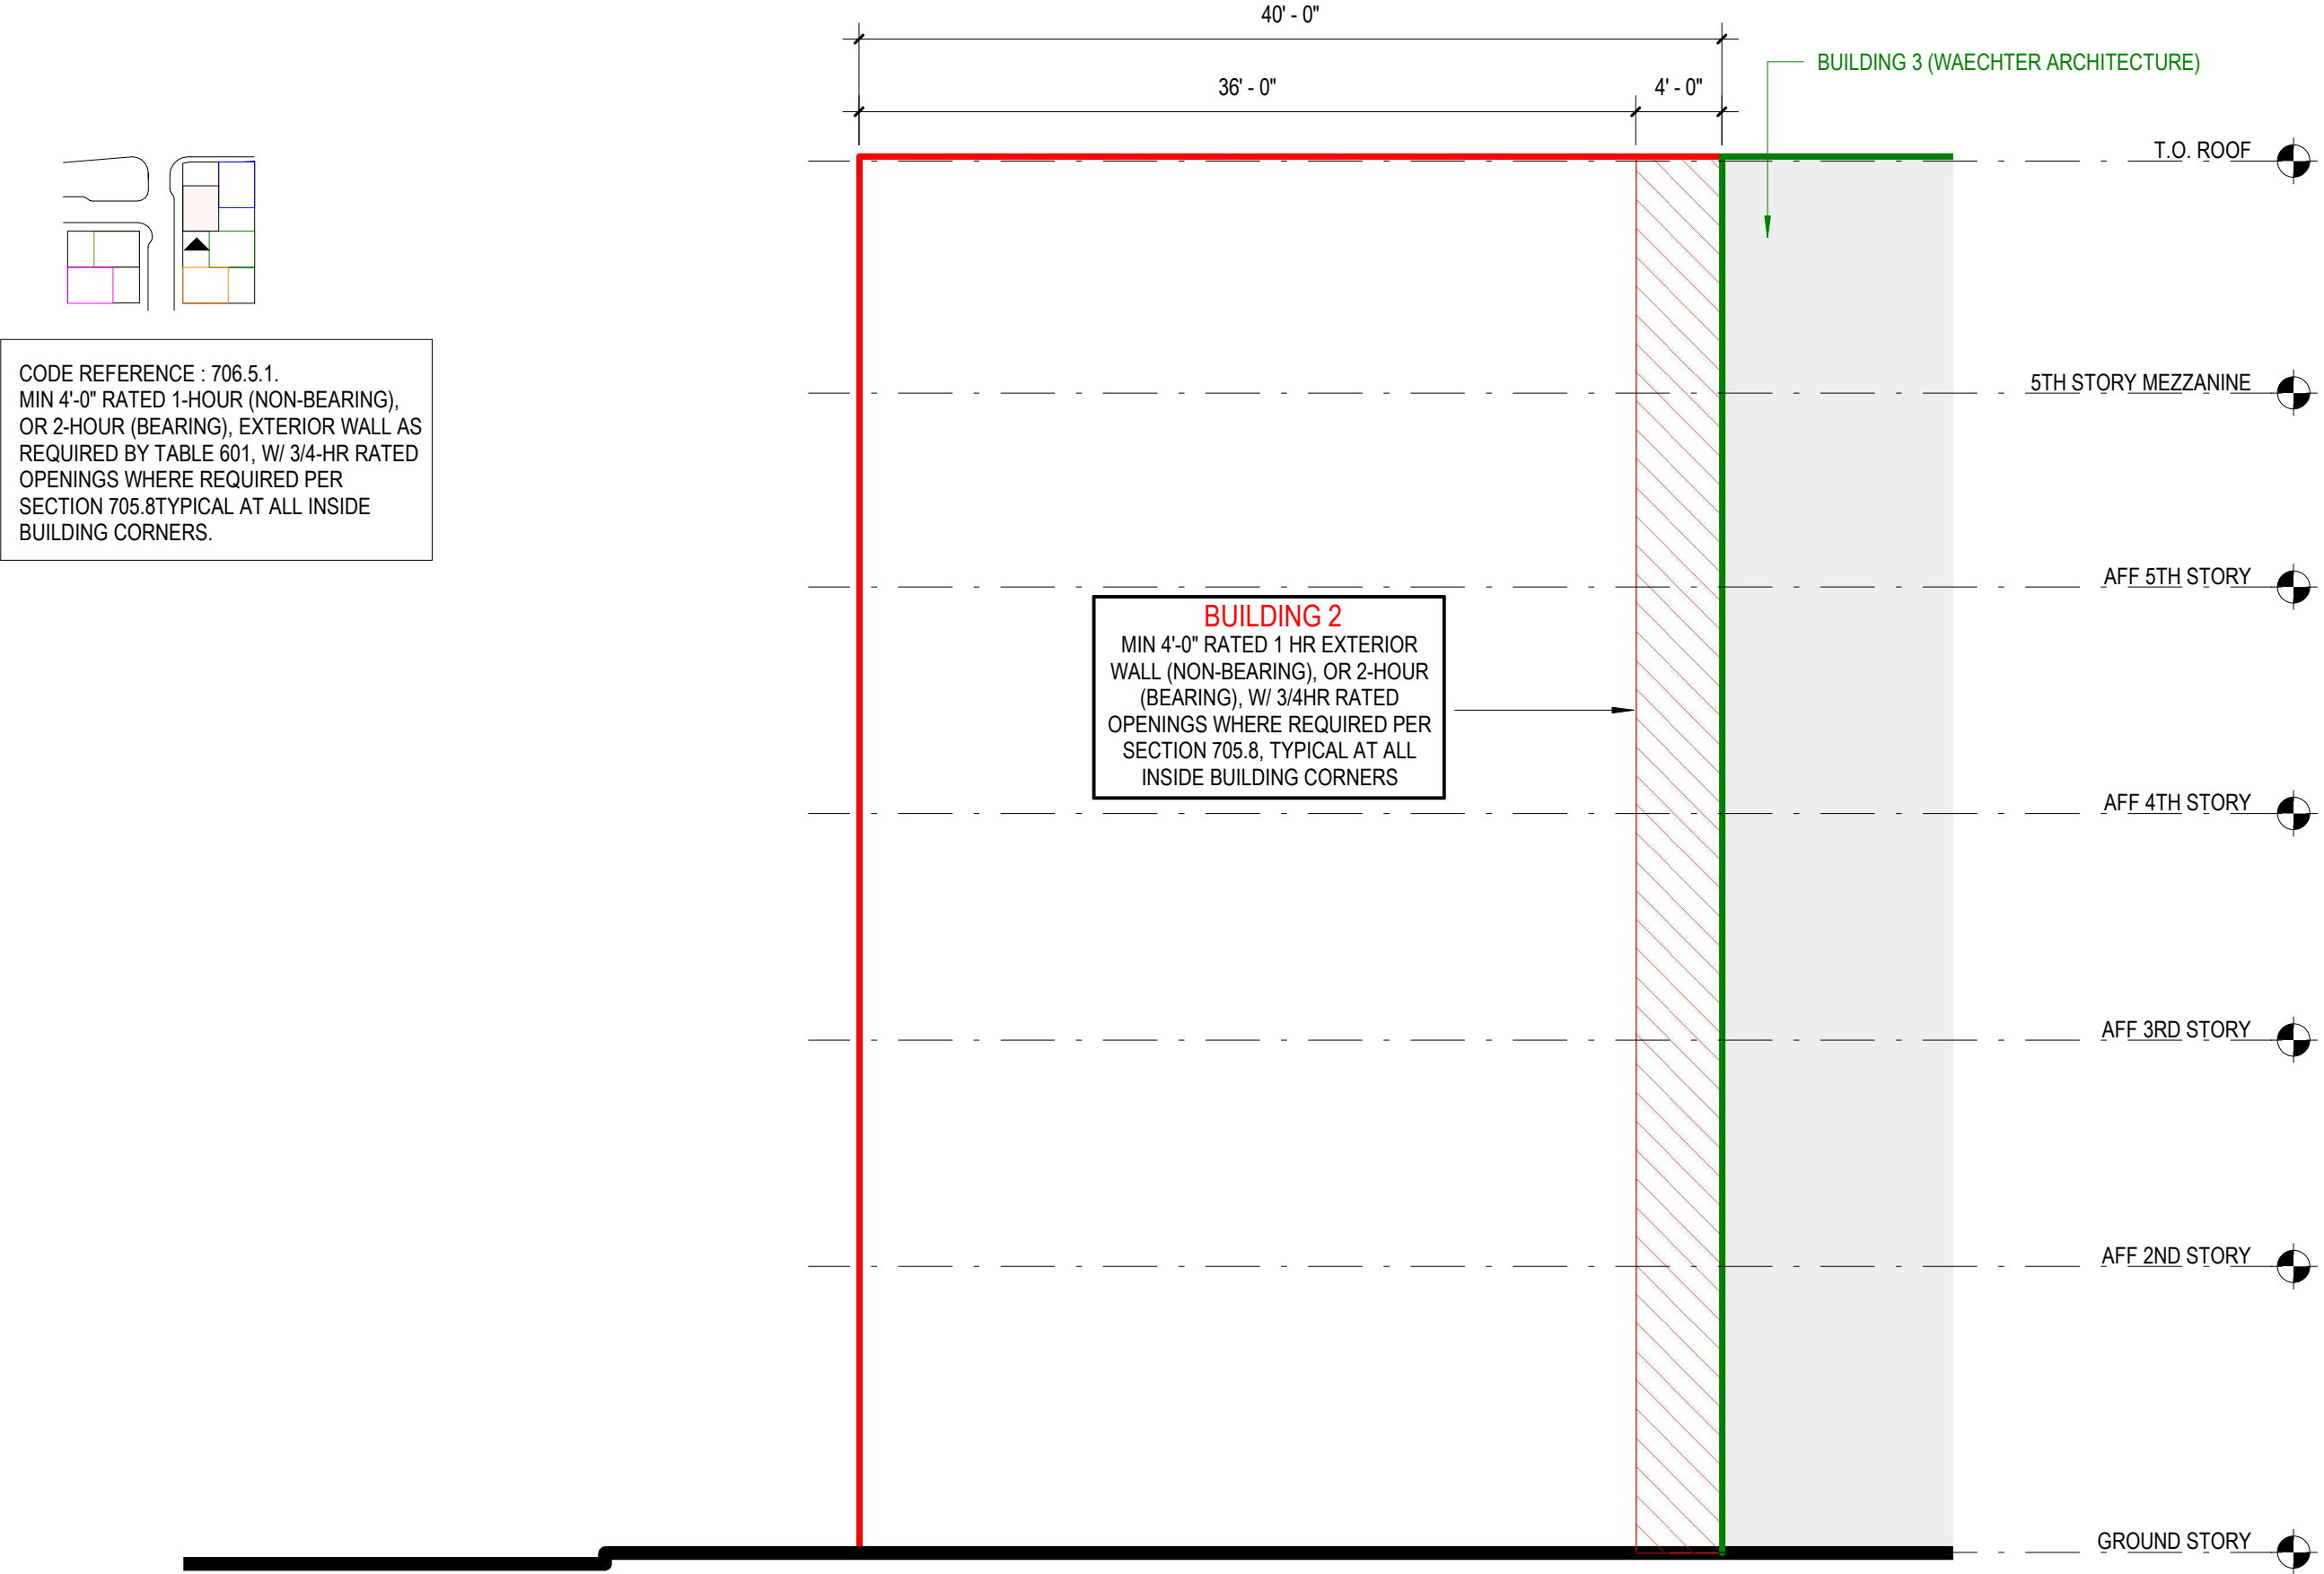 40' - 0"
BUILDING 3 (WAECHTER ARCHITECTURE)
36' - 0"
4' - 0"
T.O. ROOF
CODE REFERENCE : 706.5.1.
MIN 4'-0" RATED 1-HOUR (NON-BEARING),
OR 2-HOUR (BEARING), EXTERIOR WALL AS
REQUIRED BY TABLE 601, W/ 3/4-HR RATED
OPENINGS WHERE REQUIRED PER
SECTION 705.8TYPICAL AT ALL INSIDE
BUILDING CORNERS.
5TH STORY MEZZANINE
AFF 5TH STORY
BUILDING 2
MIN 4'-0" RATED 1 HR EXTERIOR
WALL (NON-BEARING), OR 2-HOUR
(BEARING), W/ 3/4HR RATED
OPENINGS WHERE REQUIRED PER
SECTION 705.8, TYPICAL AT ALL
INSIDE BUILDING CORNERS
AFF 4TH STORY
AFF 3RD STORY
AFF 2ND STORY
GROUND STORY